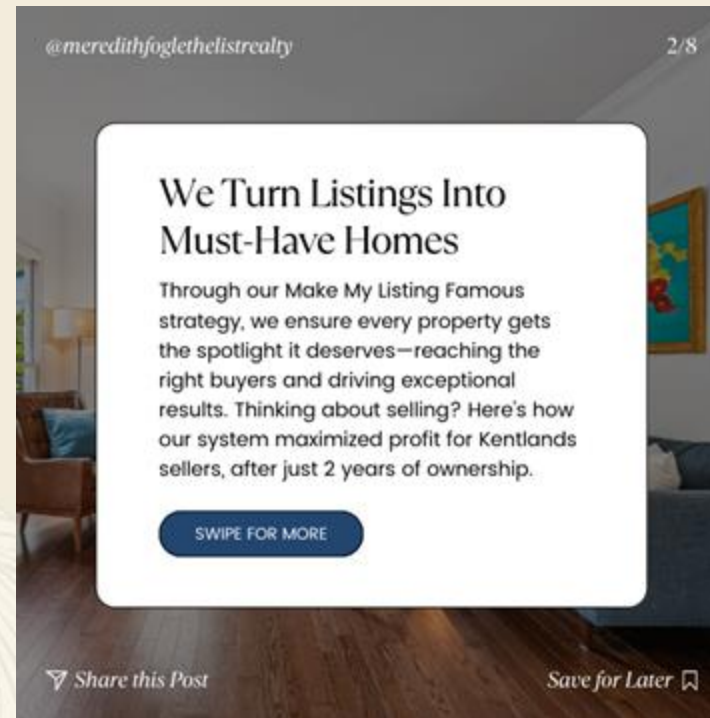 @meredithfoglethelistrealty
2/8
We Turn Listings Into
Must-Have Homes
Through our Make My Listing Famous
strategy, we ensure every property gets
the spotlight it deserves—reaching the
right buyers and driving exceptional
results. Thinking about selling? Here's how
our system maximized profit for Kentlands
sellers, after just 2 years of ownership.
SWIPE FOR MORE
Share this Post
Save for Later